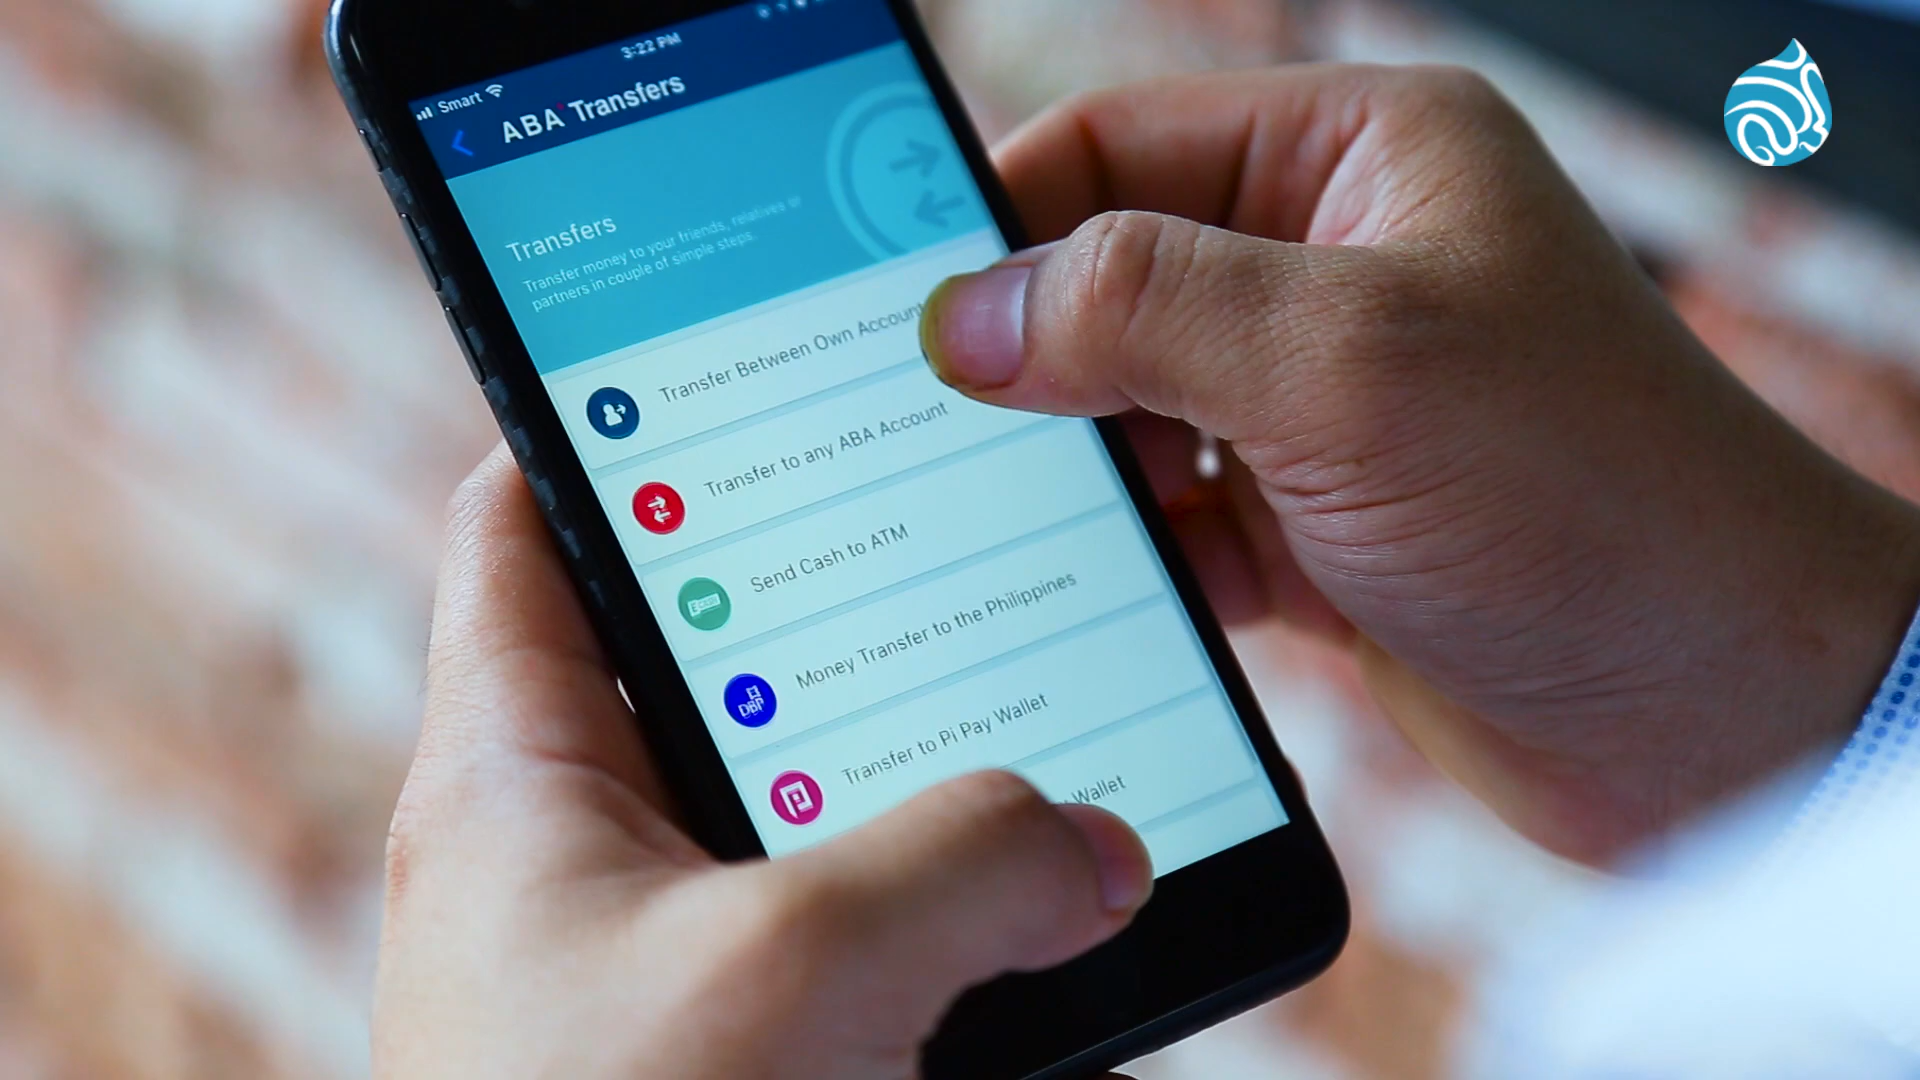 3:22 PM
Smart
ABA Transfers
Transfers
Transfer money to your friends, relatives or
partners in couple of simple steps.
Transfer Between Own Account
Transfer to any ABA Account
Send Cash to ATM
Money Transfer to the Philippines
DBP
Transfer to Pi Pay Wallet
Wallet